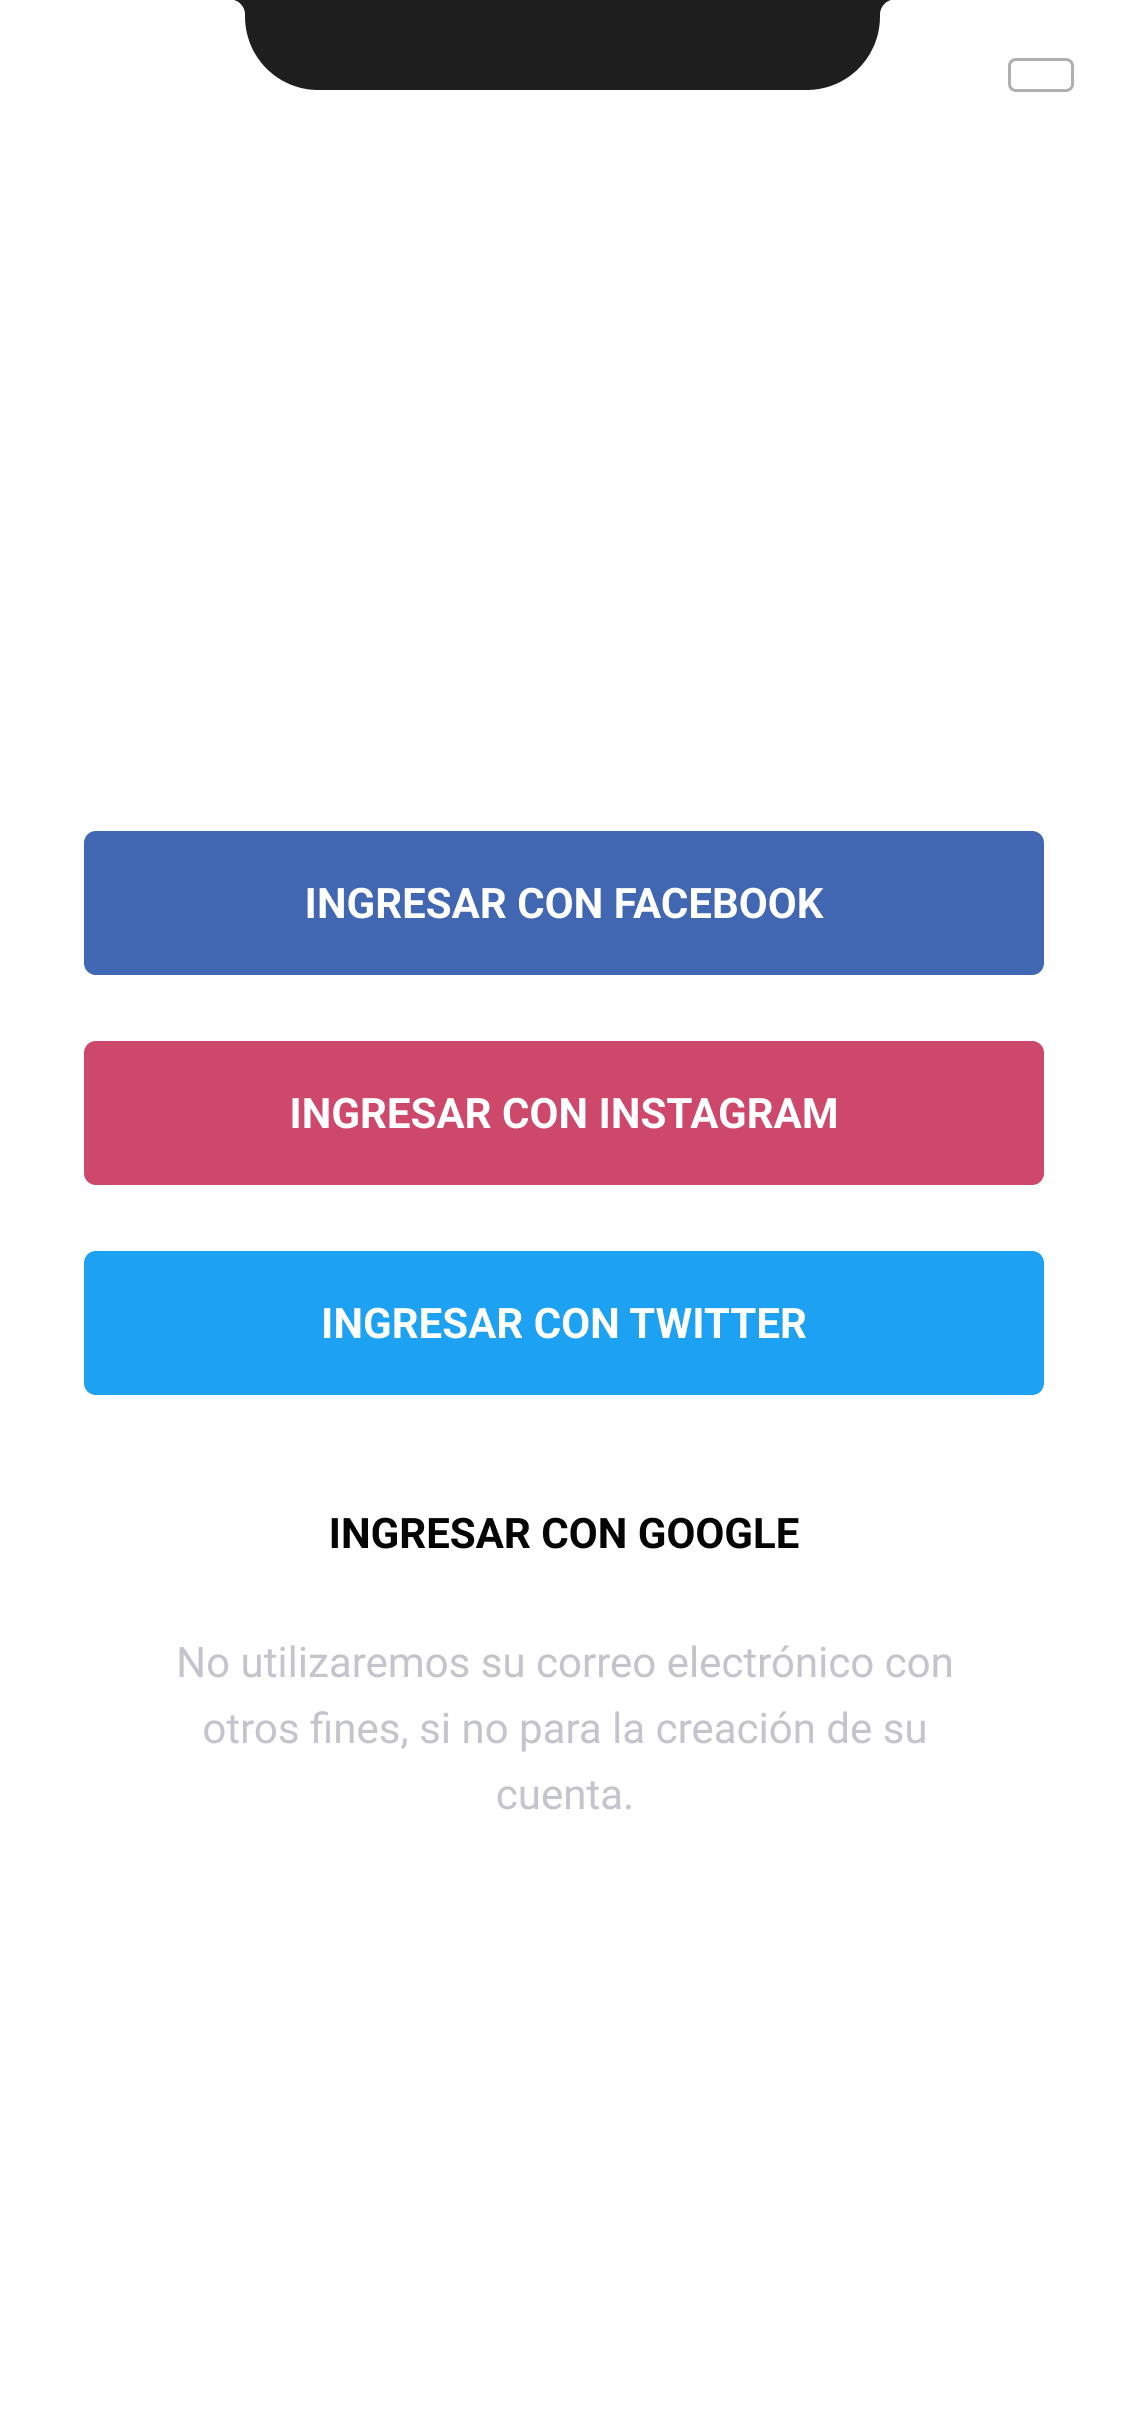 INGRESAR CON FACEBOOK
INGRESAR CON INSTAGRAM
INGRESAR CON TWITTER
INGRESAR CON GOOGLE
No utilizaremos su correo electrónico con
otros fines, si no para la creación de su
cuenta.